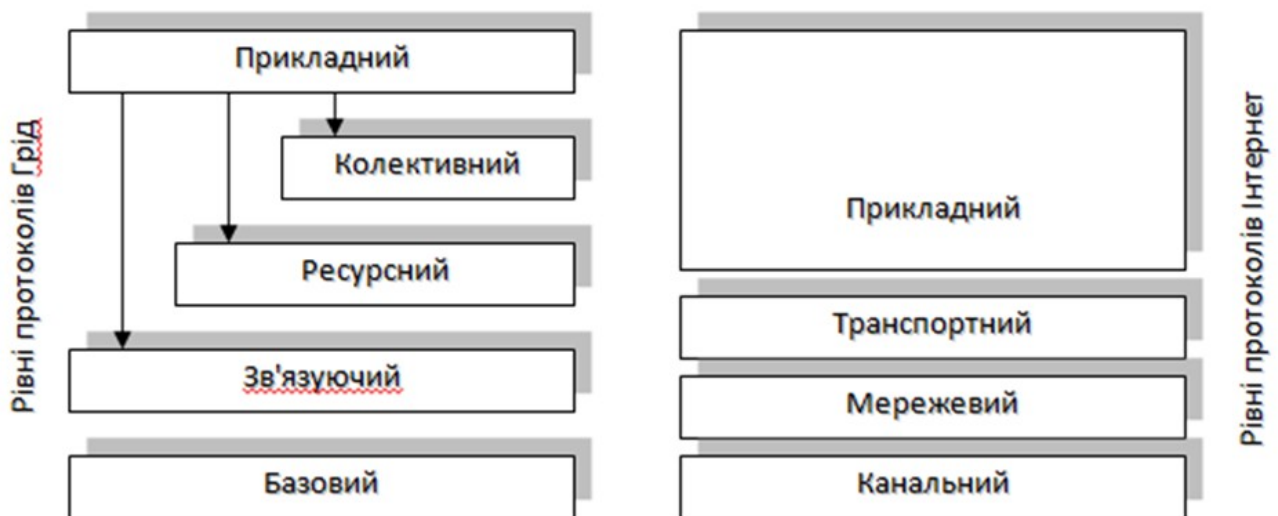 Рівні протоколів Грід
Прикладний
Колективний
Ресурсний
Зв'язуючий
Базовий
Прикладний
Транспортний
Мережевий
Канальний
Рівні протоколів Інтернет